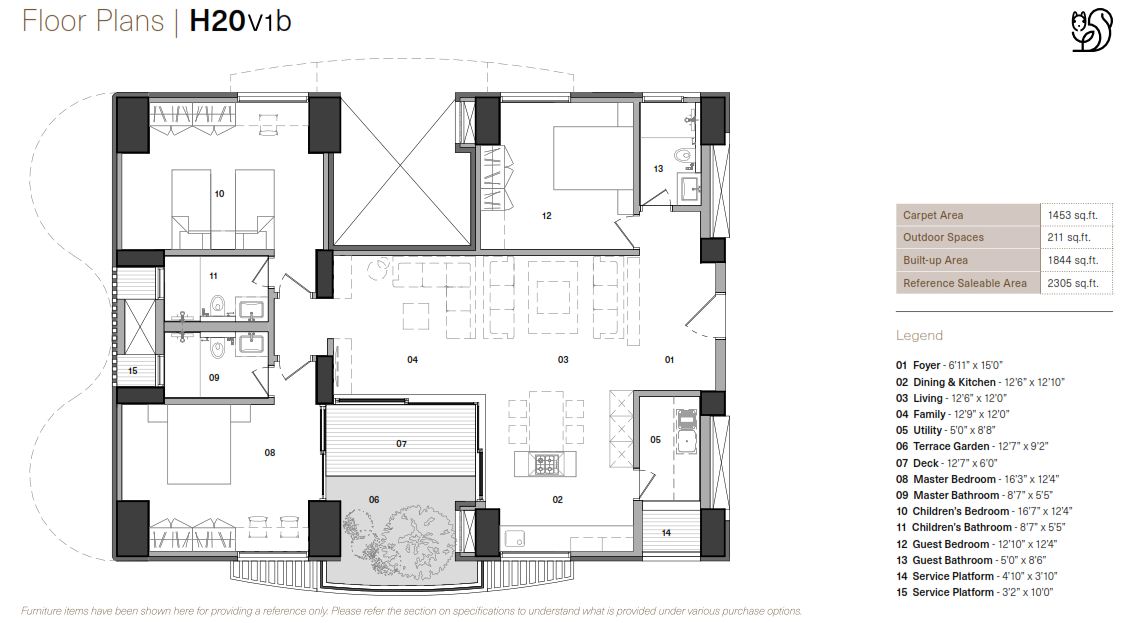 Floor Plans | H20V1b
10
13
12
11
15
09
04
03
01
08
07
05
06
02
14
Carpet Area 1453 sq.ft.
Outdoor Spaces 211 sq.ft.
Built-up Area 1844 sq.ft.
Reference Saleable Area 2305 sq.ft.
Legend
01 Foyer - 6'11" x 15'0"
02 Dining & Kitchen - 12'6" x 12'10"
03 Living - 12'6" x 12'0"
04 Family - 12'9" x 12'0"
05 Utility - 5'0" x 8'8"
06 Terrace Garden - 12'7" x 9'2"
07 Deck - 12'7" x 6'0"
08 Master Bedroom - 16'3" x 12'4"
09 Master Bathroom - 8'7" x 5'5"
10 Children's Bedroom - 16'7" x 12'4"
11 Children's Bathroom - 8'7" x 5'5"
12 Guest Bedroom - 12'10" x 12'4"
13 Guest Bathroom - 5'0" x 8'6"
14 Service Platform - 4'10" x 3'10"
15 Service Platform - 3'2" x 10'0"
Furniture items have been shown here for providing a reference only. Please refer the section on specifications to understand what is provided under various purchase options.